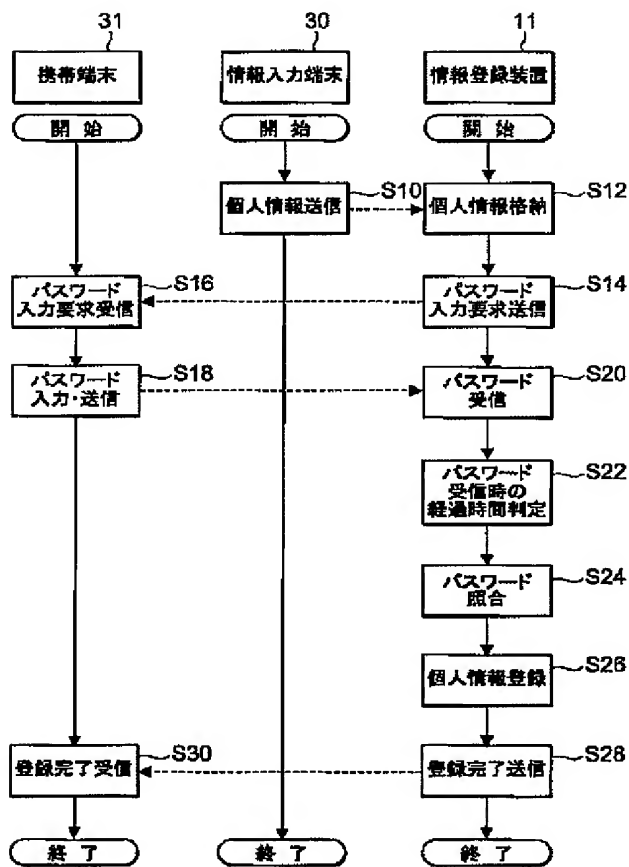 31 30 11
携帯端末 情報入力端末 情報登録装置
開始 開始 開始
S10 S12
個人情報送信 個人情報格納
S16 S14
パスワード
入力要求受信
パスワード
入力要求送信
S18 S20
パスワード
入力・送信
パスワード
受信
S22
パスワード
受信時の
経過時間判定
S24
パスワード
照合
S26
個人情報登録
S30 S28
登録完了受信 登録完了送信
終了 終了 終了